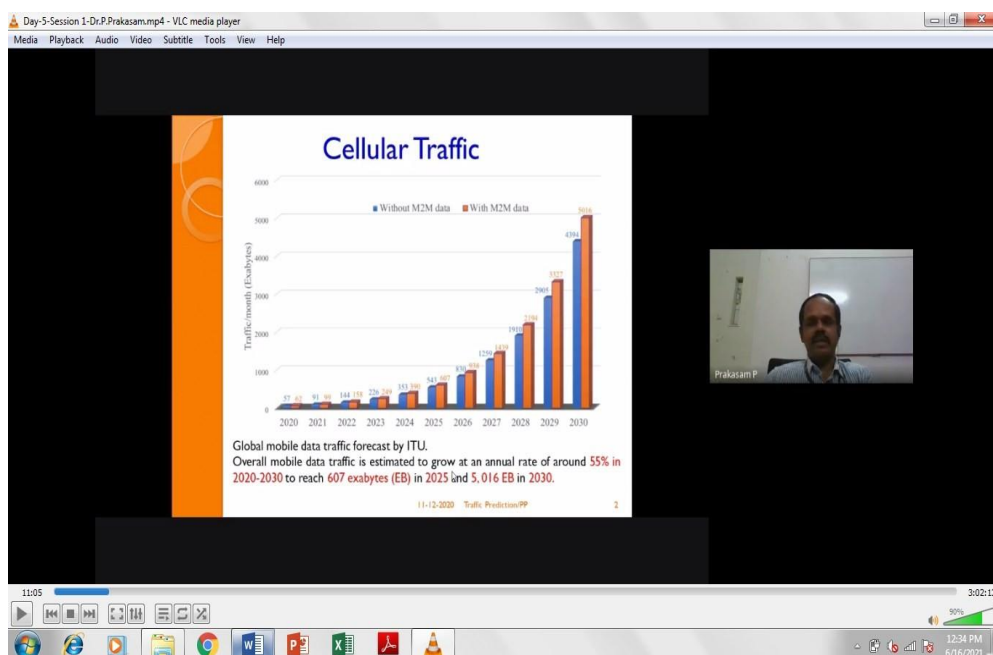 Day-5-Session 1-Dr.P.Prakasam.mp4 - VLC media player
Media Playback Audio Video Subtitle Tools View Help
Cellular Traffic
6000
Without M2M data With M2M data
5016
5000
4394
4000
3327
3000
2905
2194
2000
1910
1429
1259
1000
57 62 91 99 144 158 226 249 353 390 543 607 830
0
Traffic/month (Exabytes)
2020 2021 2022 2023 2024 2025 2026 2027 2028 2029 2030
Global mobile data traffic forecast by ITU.
Overall mobile data traffic is estimated to grow at an annual rate of around 55% in
2020-2030 to reach 607 exabytes (EB) in 2025 and 5, 016 EB in 2030.
11-12-2020 Traffic Prediction/PP 2
Prakasam P
11:05
90%
12:34 PM
6/16/2021